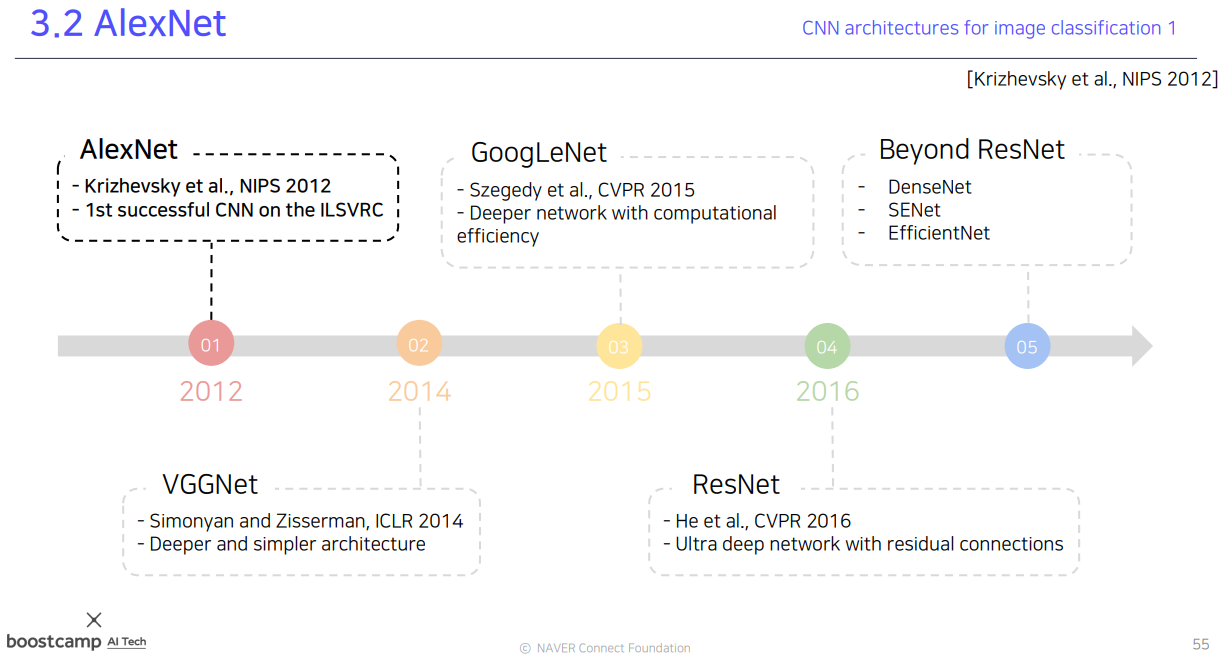 3.2 AlexNet
CNN architectures for image classification 1
[Krizhevsky et al., NIPS 2012]
AlexNet
- Krizhevsky et al., NIPS 2012
- 1st successful CNN on the ILSVRC
GoogLeNet
- Szegedy et al., CVPR 2015
- Deeper network with computational
efficiency
Beyond ResNet
- DenseNet
- SENet
- EfficientNet
01
02
03
04
05
2012
2014
2015
2016
VGGNet
- Simonyan and Zisserman, ICLR 2014
- Deeper and simpler architecture
ResNet
- He et al., CVPR 2016
- Ultra deep network with residual connections
boostcamp AI Tech
© NAVER Connect Foundation
55